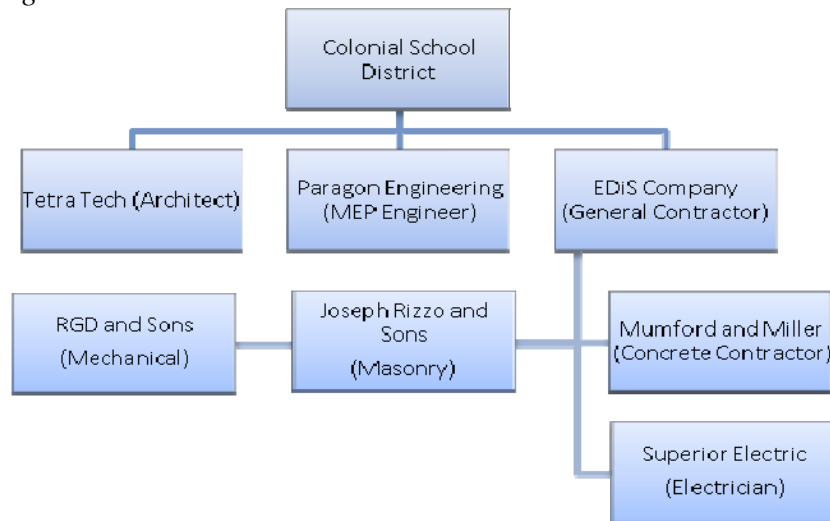 Colonial School
District
Tetra Tech (Architect)
Paragon Engineering
(MEP Engineer)
EDiS Company
(General Contractor)
RGD and Sons
(Mechanical)
Joseph Rizzo and
Sons
(Masonry)
Mumford and Miller
(Concrete Contractor)
Superior Electric
(Electrician)